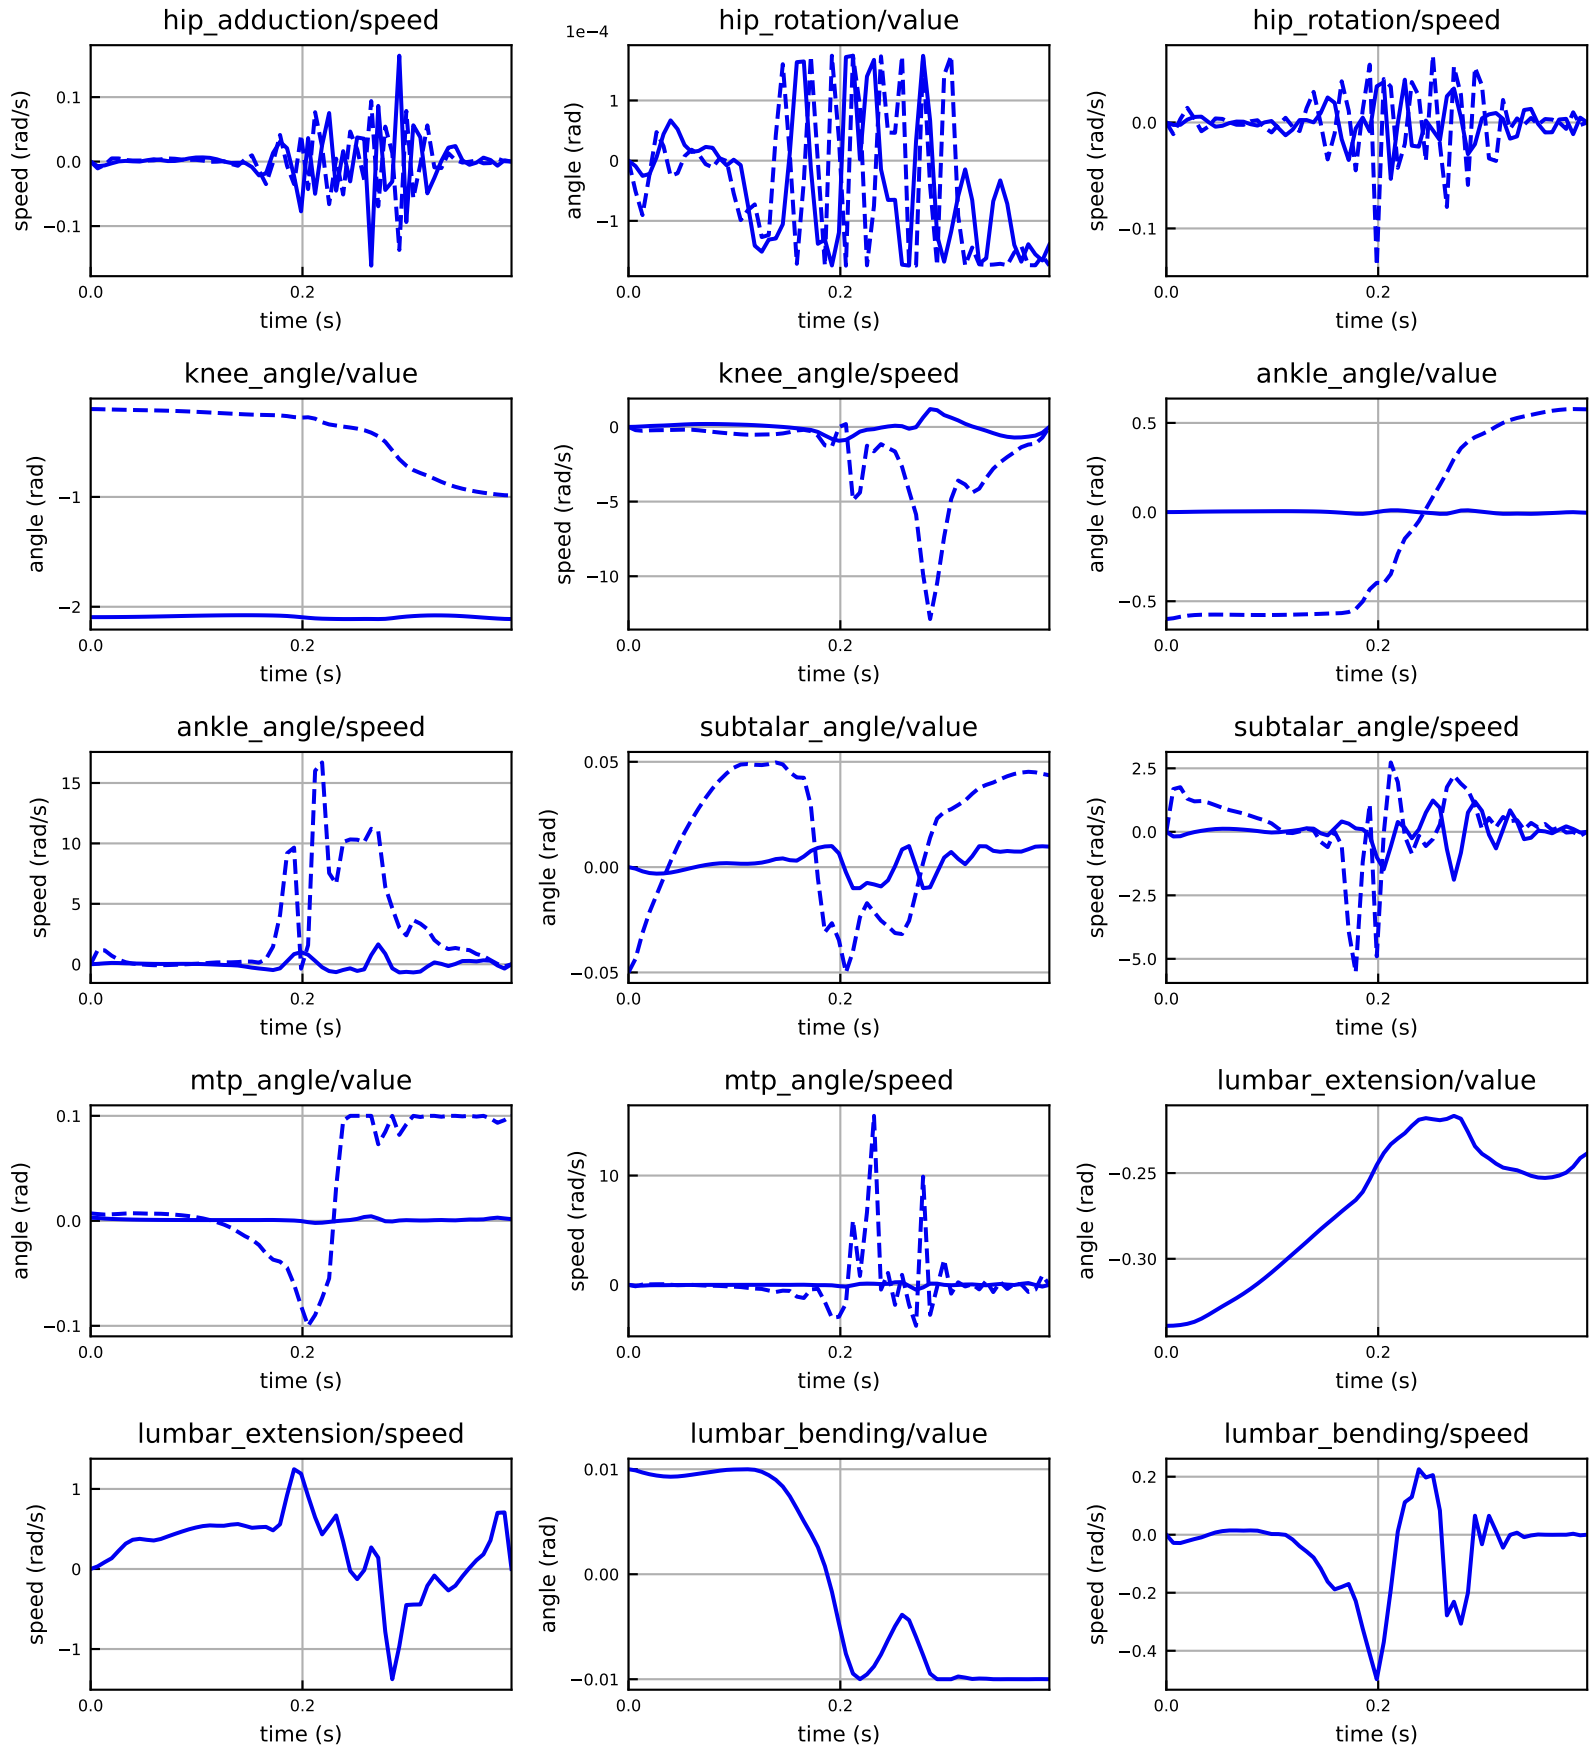 hip_adduction/speed
speed (rad/s)
0.1
0.0
−0.1
0.0
0.2
time (s)
hip_rotation/value
1e−4
angle (rad)
1
0
−1
0.0
0.2
time (s)
hip_rotation/speed
speed (rad/s)
0.0
−0.1
0.0
0.2
time (s)
knee_angle/value
angle (rad)
−1
−2
0.0
0.2
time (s)
knee_angle/speed
speed (rad/s)
0
−5
−10
0.0
0.2
time (s)
ankle_angle/value
angle (rad)
0.5
0.0
−0.5
0.0
0.2
time (s)
ankle_angle/speed
speed (rad/s)
15
10
5
0
0.0
0.2
time (s)
subtalar_angle/value
angle (rad)
0.05
0.00
−0.05
0.0
0.2
time (s)
subtalar_angle/speed
speed (rad/s)
2.5
0.0
−2.5
−5.0
0.0
0.2
time (s)
mtp_angle/value
angle (rad)
0.1
0.0
−0.1
0.0
0.2
time (s)
mtp_angle/speed
speed (rad/s)
10
0
0.0
0.2
time (s)
lumbar_extension/value
angle (rad)
−0.25
−0.30
0.0
0.2
time (s)
lumbar_extension/speed
speed (rad/s)
1
0
−1
0.0
0.2
time (s)
lumbar_bending/value
angle (rad)
0.01
0.00
−0.01
0.0
0.2
time (s)
lumbar_bending/speed
speed (rad/s)
0.2
0.0
−0.2
−0.4
0.0
0.2
time (s)